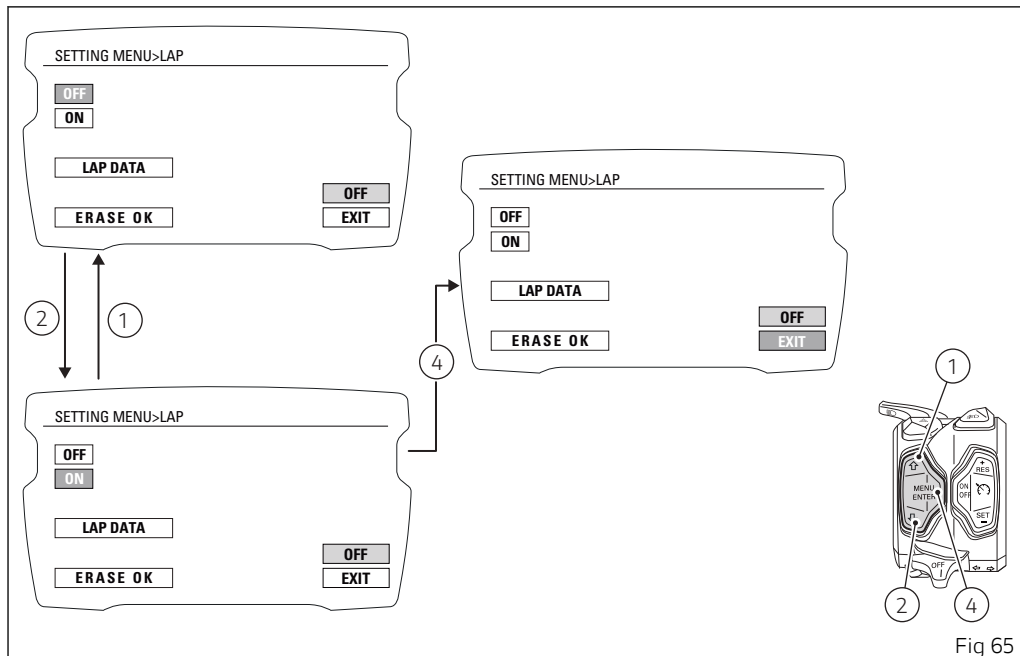 SETTING MENU>LAP
OFF
ON
LAP DATA
OFF
ERASE OK
EXIT
2
1
SETTING MENU>LAP
OFF
ON
LAP DATA
OFF
ERASE OK
EXIT
4
SETTING MENU>LAP
OFF
ON
LAP DATA
OFF
ERASE OK
EXIT
1
MENU
ENTER
ON
OFF
+
RES
SET
-
OFF
2
4
Fig 65